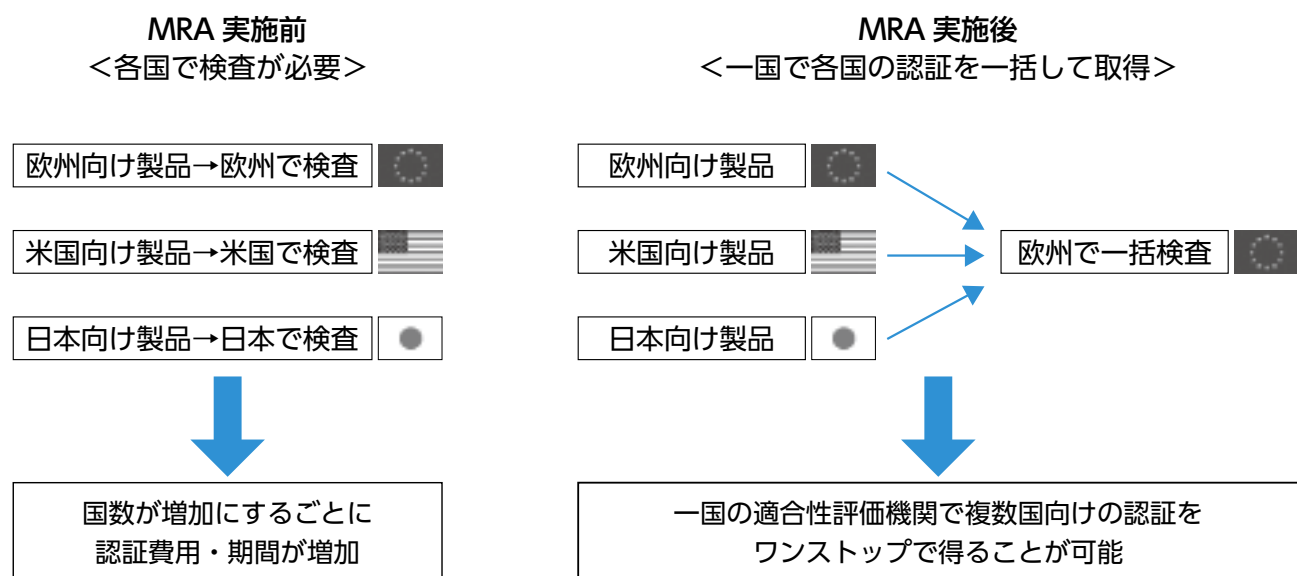 MRA 実施前
＜各国で検査が必要＞
欧州向け製品→欧州で検査
米国向け製品→米国で検査
日本向け製品→日本で検査
国数が増加にするごとに
認証費用・期間が増加
MRA 実施後
＜一国で各国の認証を一括して取得＞
欧州向け製品
米国向け製品
日本向け製品
欧州で一括検査
一国の適合性評価機関で複数国向けの認証を
ワンストップで得ることが可能